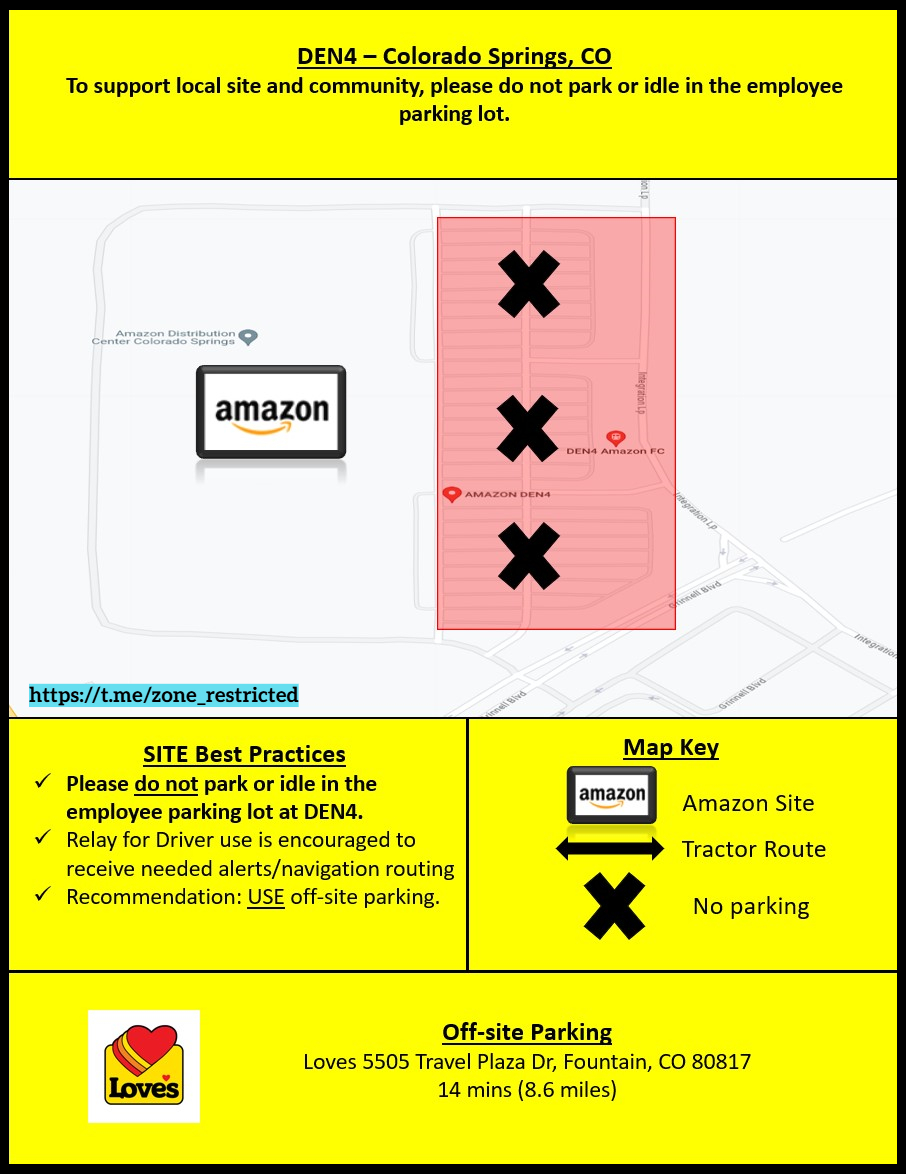 DEN4 – Colorado Springs, CO
To support local site and community, please do not park or idle in the employee
parking lot.
on Lp
Amazon Distribution
Center Colorado Springs
amazon
Integration Lp
DEN4 Amazon FC
AMAZON DEN4
Integration Lp
Grinnell Blvd
Integration
Grinnell Blvd
rinnell Blvd
https://t.me/zone_restricted
SITE Best Practices
✓ Please do not park or idle in the
employee parking lot at DEN4.
✓ Relay for Driver use is encouraged to
receive needed alerts/navigation routing
✓ Recommendation: USE off-site parking.
Map Key
amazon
Amazon Site
Tractor Route
No parking
Love's
Off-site Parking
Loves 5505 Travel Plaza Dr, Fountain, CO 80817
14 mins (8.6 miles)